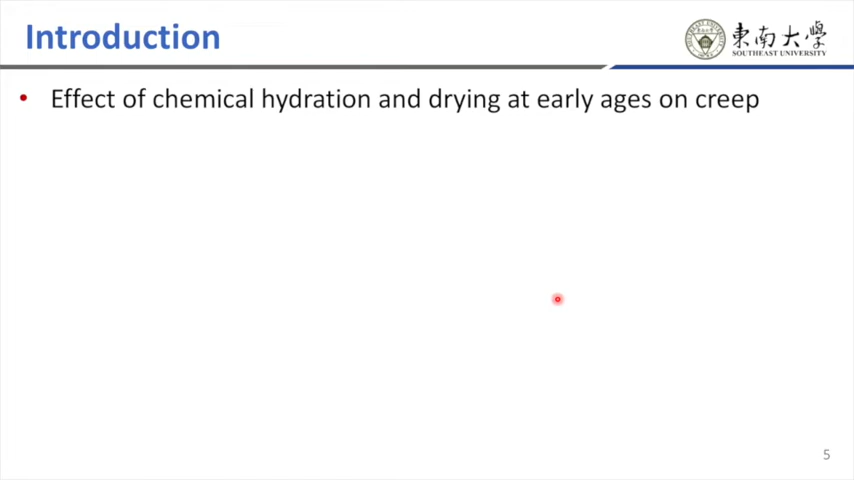 Introduction
東南大學
SOUTHEAST UNIVERSITY
• Effect of chemical hydration and drying at early ages on creep
5